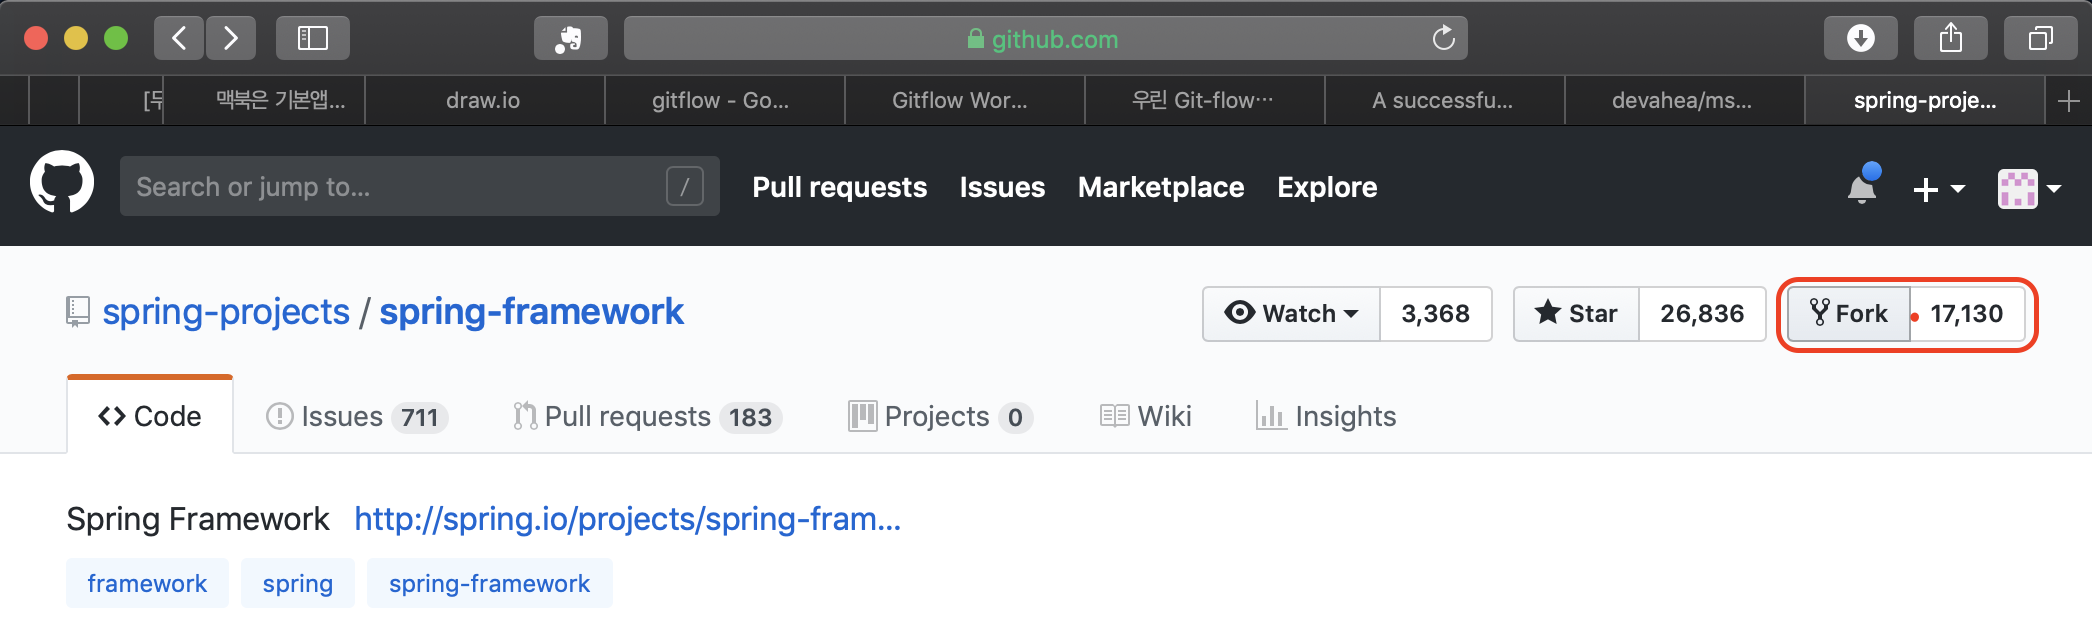 github.com
맥북은 기본앱...
draw.io
gitflow - Go...
Gitflow Wor...
우린 Git-flow…
A successfu...
devahea/ms...
spring-proje...
Search or jump to... /
Pull requests Issues Marketplace Explore
spring-projects / spring-framework
Watch 3,368
Star 26,836
Fork 17,130
Code
Issues 711
Pull requests 183
Projects 0
Wiki
Insights
Spring Framework http://spring.io/projects/spring-fram...
framework spring spring-framework